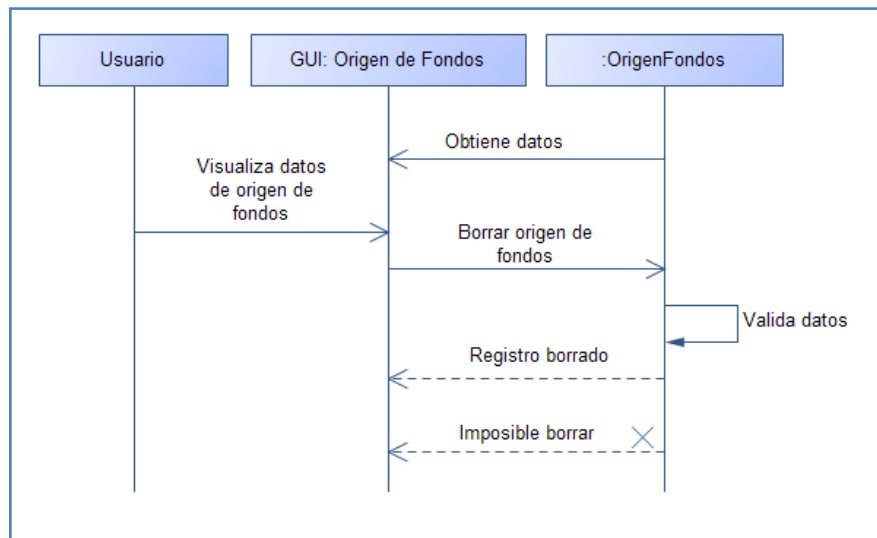 Usuario
GUI: Origen de Fondos
:OrigenFondos
Obtiene datos
Visualiza datos
de origen de
fondos
Borrar origen de
fondos
Valida datos
Registro borrado
Imposible borrar